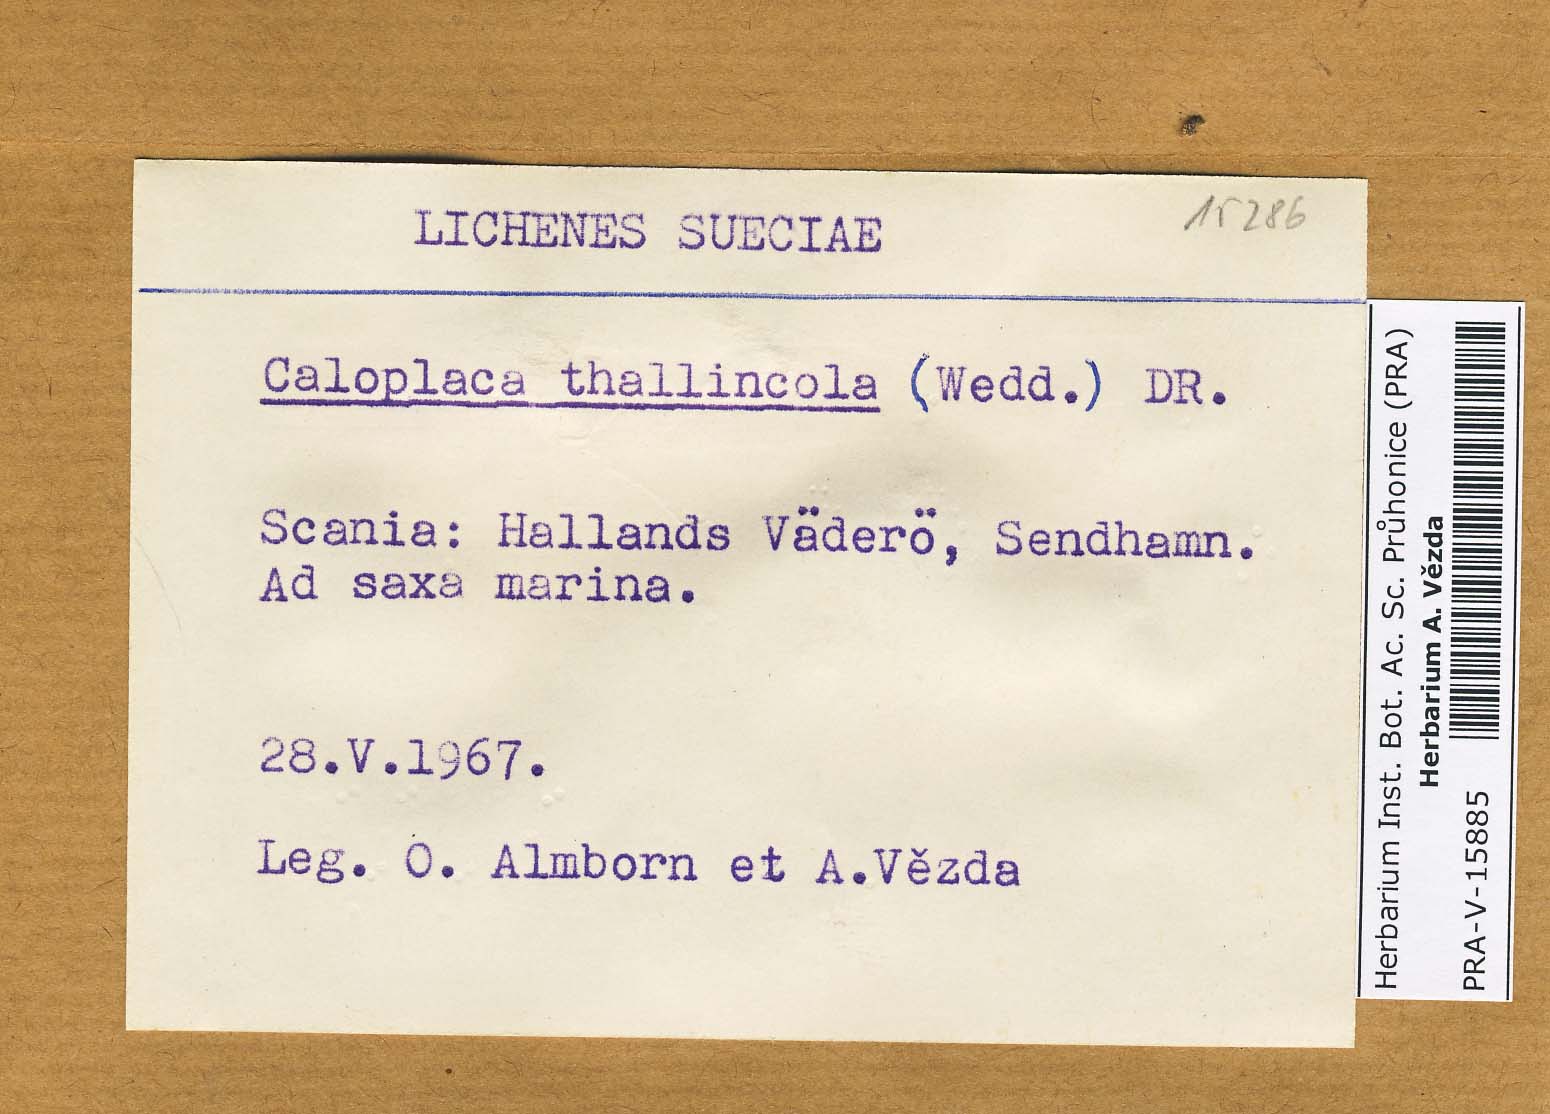 LICHENES SUECIAE
15286
Caloplaca thallincola (Wedd.) DR.
Scania: Hallands Väderö, Sendhamn.
Ad saxa marina.
28.V.1967.
Leg. O. Almborn et A.Vězda
Herbarium Inst. Bot. Ac. Sc. Průhonice (PRA)
Herbarium A. Vězda
PRA-V-15885